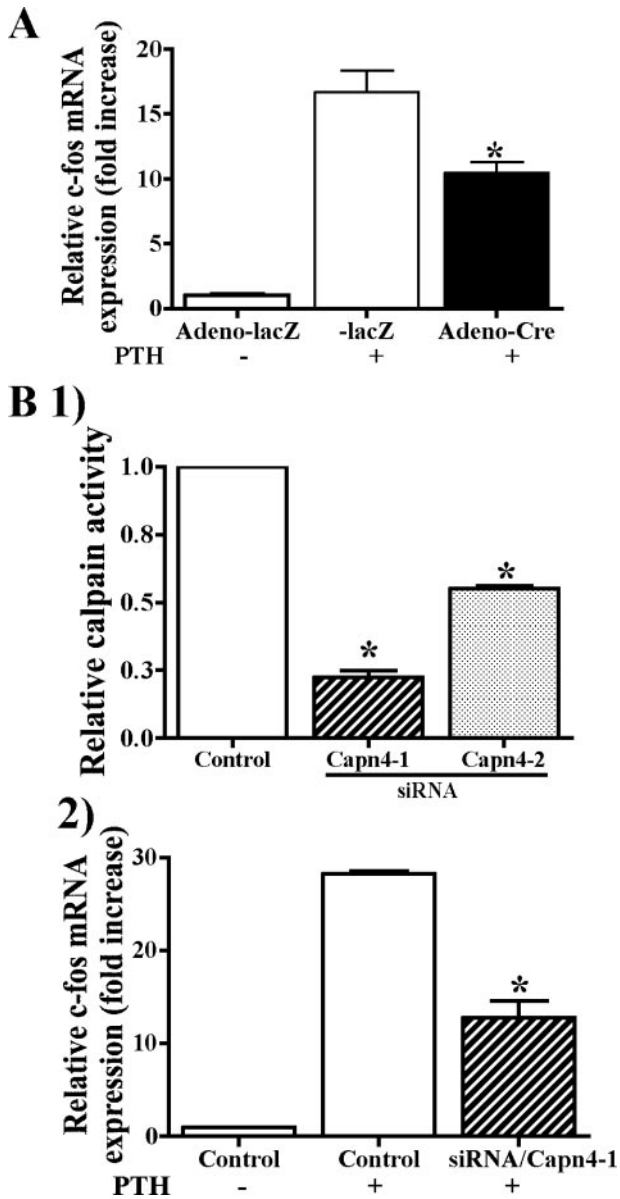 A
Relative c-fos mRNA
expression (fold increase)
20
15
10
5
0
*
Adeno-lacZ -lacZ Adeno-Cre
PTH - + +
B 1)
Relative calpain activity
1.0
0.8
0.5
0.3
0.0
*
*
Control Capn4-1 Capn4-2
siRNA
2)
Relative c-fos mRNA
expression (fold increase)
30
20
10
0
*
Control Control siRNA/Capn4-1
PTH - + +